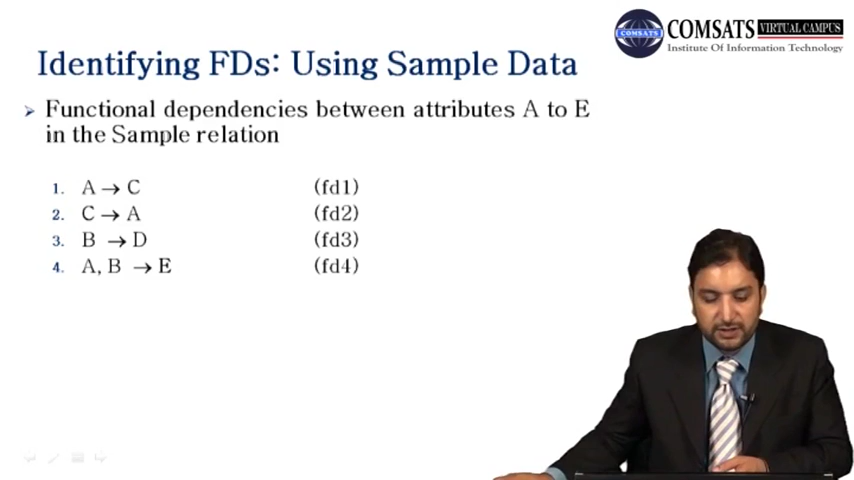 COMSATS
COMSATS VIRTUAL CAMPUS
Institute Of Information Technology
Identifying FDs: Using Sample Data
➢ Functional dependencies between attributes A to E
in the Sample relation
1. A → C (fd1)
2. C → A (fd2)
3. B → D (fd3)
4. A, B → E (fd4)